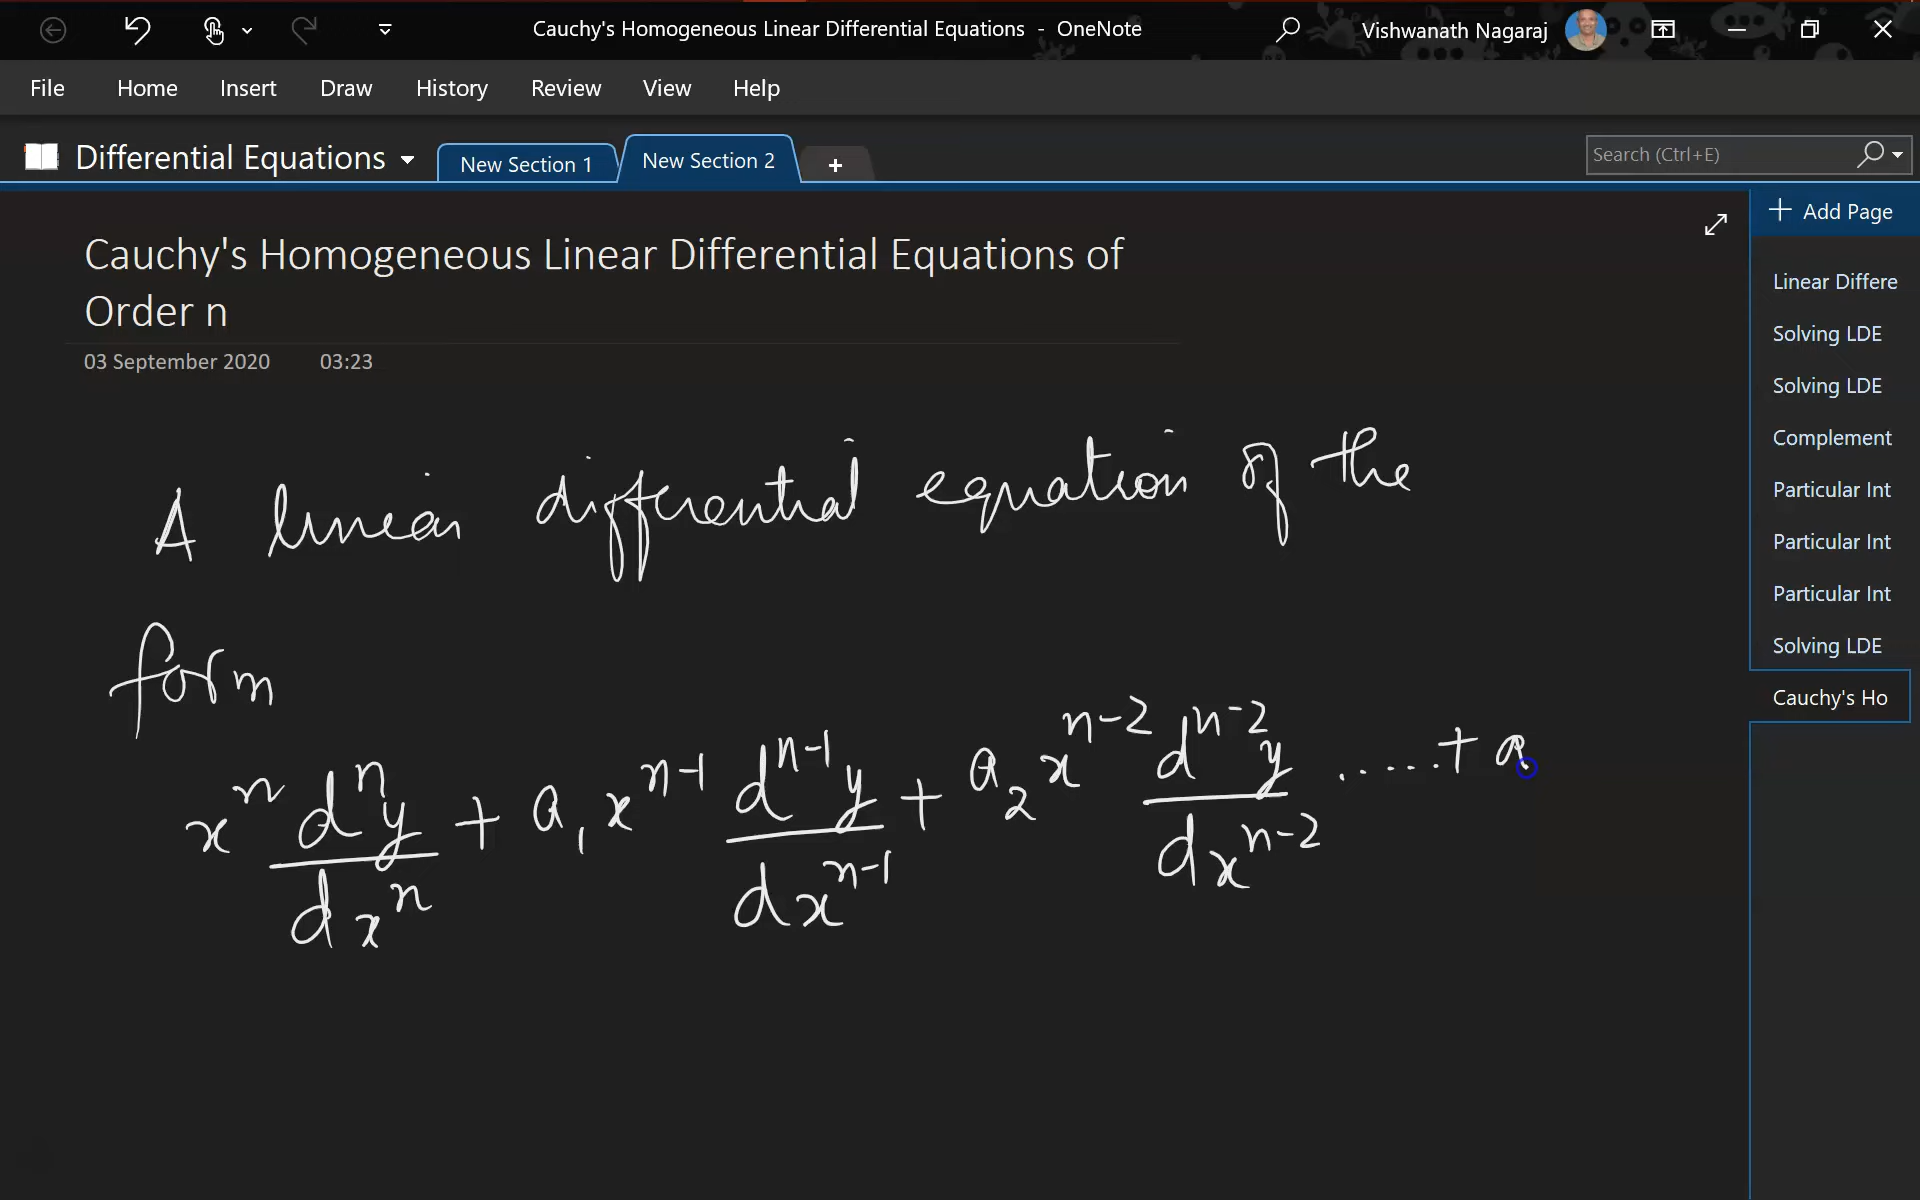 Cauchy's Homogeneous Linear Differential Equations - OneNote
Vishwanath Nagaraj
File Home Insert Draw History Review View Help
Differential Equations New Section 1 New Section 2 +
Search (Ctrl+E)
Add Page
Cauchy's Homogeneous Linear Differential Equations of
Order n
03 September 2020 03:23
A linear differential equation of the
form
x^n d^n y/dx^n + a_1 x^{n-1} d^{n-1}y/dx^{n-1} + a_2 x^{n-2} d^{n-2}y/dx^{n-2} ..... + a
Linear Differe
Solving LDE
Solving LDE
Complement
Particular Int
Particular Int
Particular Int
Solving LDE
Cauchy's Ho